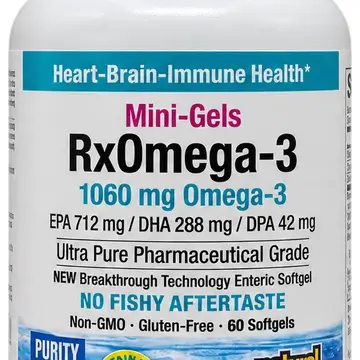 Heart-Brain-Immune Health*
Mini-Gels
RxOmega-3
1060 mg Omega-3
EPA 712 mg / DHA 288 mg / DPA 42 mg
Ultra Pure Pharmaceutical Grade
NEW Breakthrough Technology Enteric Softgel
NO FISHY AFTERTASTE
Non-GMO • Gluten-Free • 60 Softgels
PURITY